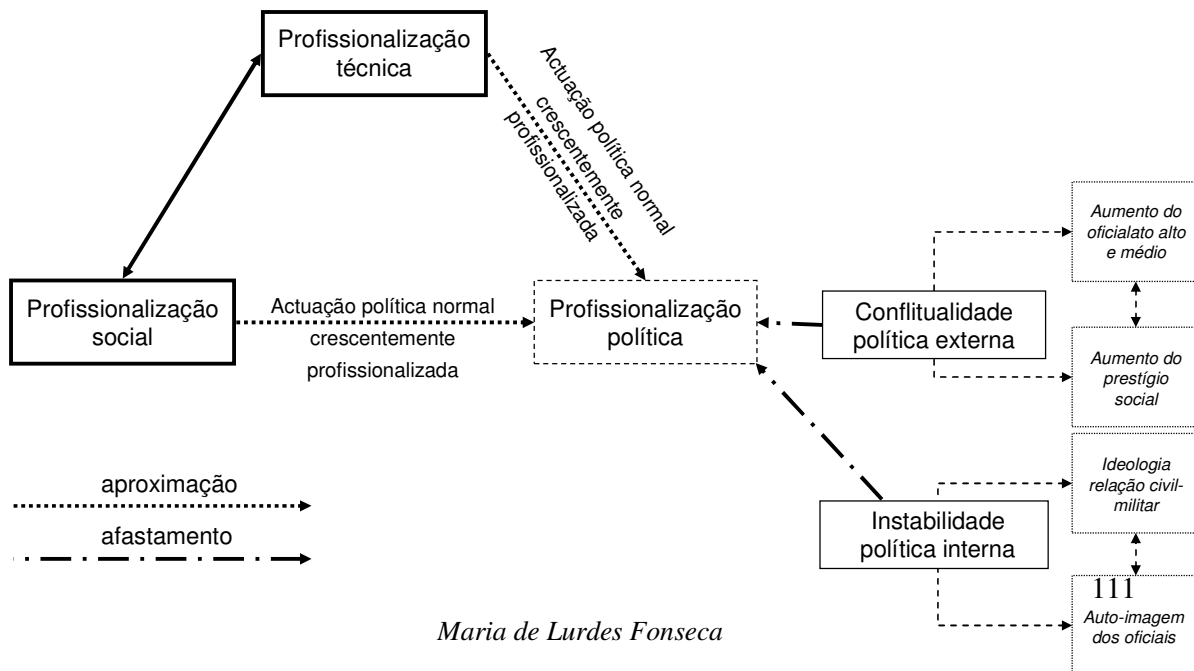 Profissionalização
técnica
Actuação política normal
crescentemente
profissionalizada
Profissionalização
social
Actuação política normal
crescentemente
profissionalizada
Profissionalização
política
Conflitualidade
política externa
Aumento do
oficialato alto
e médio
Aumento do
prestígio
social
Ideologia
relação civil-
militar
aproximação
afastamento
Instabilidade
política interna
111
Auto-imagem
dos oficiais
Maria de Lurdes Fonseca